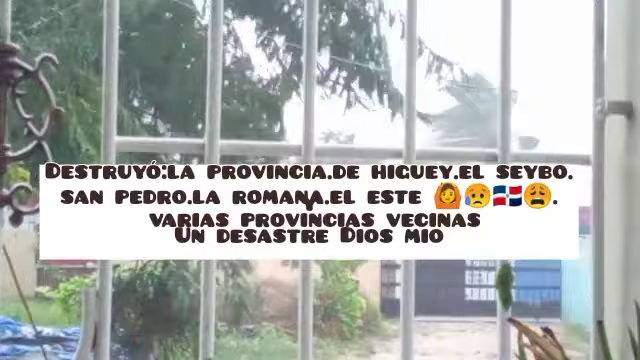 Destruyó:la provincia.de higuey.el seybo.
san pedro.la romana.el este 🙆😥🇩🇴😩.
y
varias provincias vecinas
Un desastre Dios mio